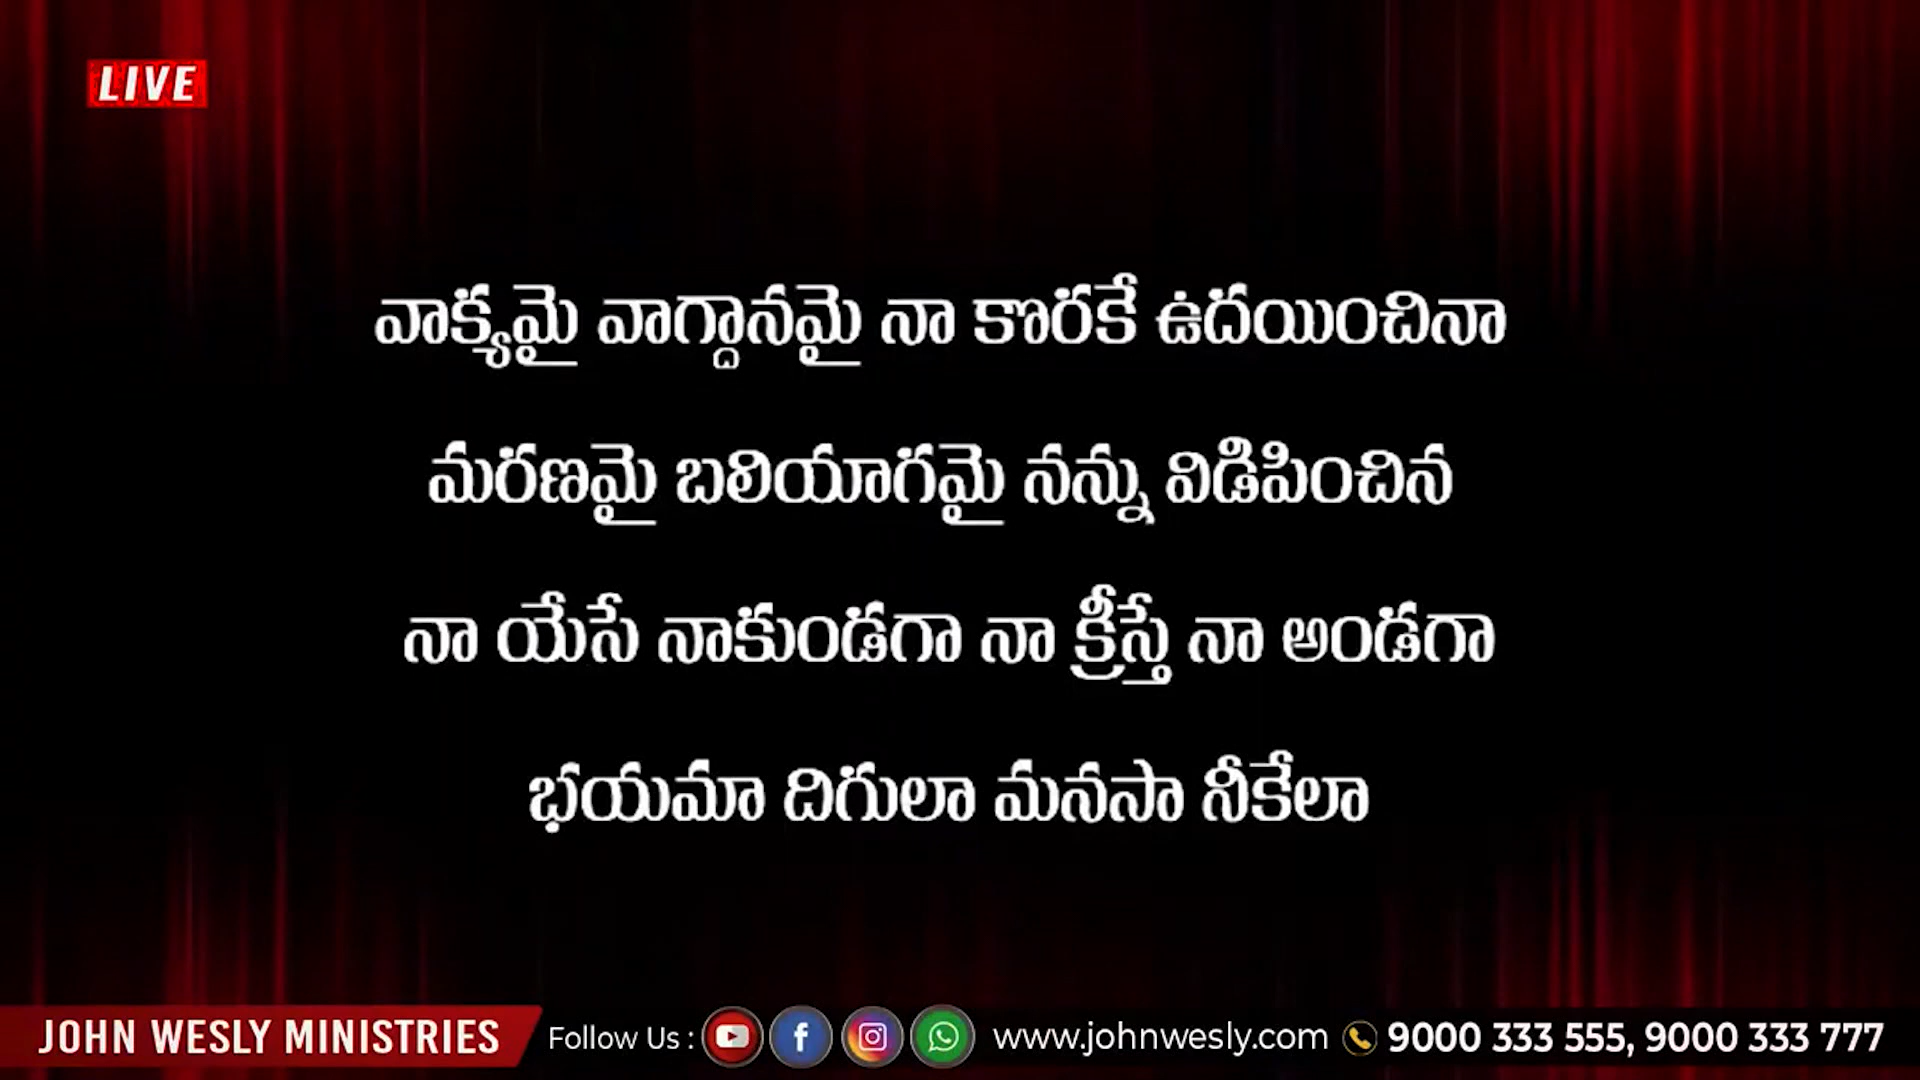 LIVE
వాక్యమై వాగ్దానమై నా కొరకే ఉదయించినా
మరణమై బలియాగమై నన్ను విడిపించిన
నా యేసే నాకుండగా నా క్రీస్తే నా అండగా
భయమా దిగులా మనసా నీకేలా
JOHN WESLY MINISTRIES Follow Us : www.johnwesly.com 9000 333 555, 9000 333 777